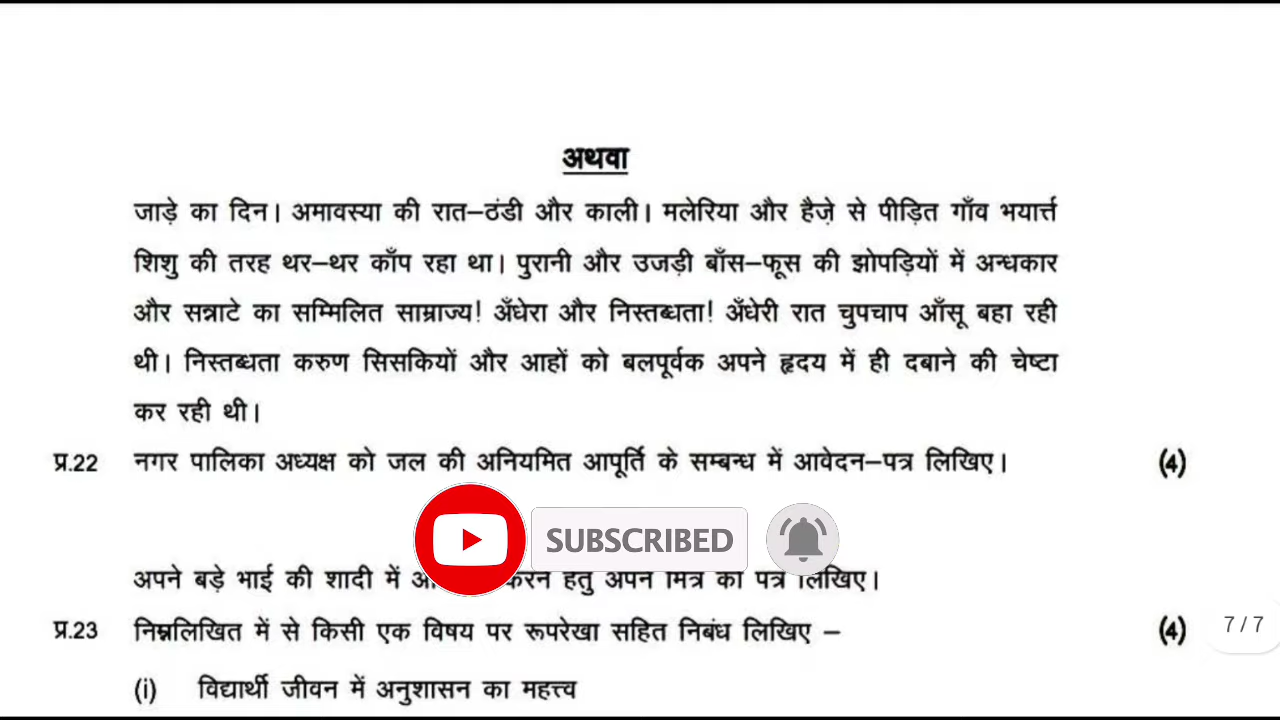 अथवा
जाड़े का दिन। अमावस्या की रात–ठंडी और काली। मलेरिया और हैज़े से पीड़ित गाँव भयार्त्त
शिशु की तरह थर–थर काँप रहा था। पुरानी और उजड़ी बाँस–फूस की झोपड़ियों में अन्धकार
और सन्नाटे का सम्मिलित साम्राज्य! अँधेरा और निस्तब्धता! अँधेरी रात चुपचाप आँसू बहा रही
थी। निस्तब्धता करुण सिसकियों और आहों को बलपूर्वक अपने हृदय में ही दबाने की चेष्टा
कर रही थी।
प्र.22 नगर पालिका अध्यक्ष को जल की अनियमित आपूर्ति के सम्बन्ध में आवेदन–पत्र लिखिए। (4)
SUBSCRIBED
अपने बड़े भाई की शादी में करने हेतु अपने मित्र को पत्र लिखिए।
प्र.23 निम्नलिखित में से किसी एक विषय पर रूपरेखा सहित निबंध लिखिए – (4)
7 / 7
(i) विद्यार्थी जीवन में अनुशासन का महत्त्व